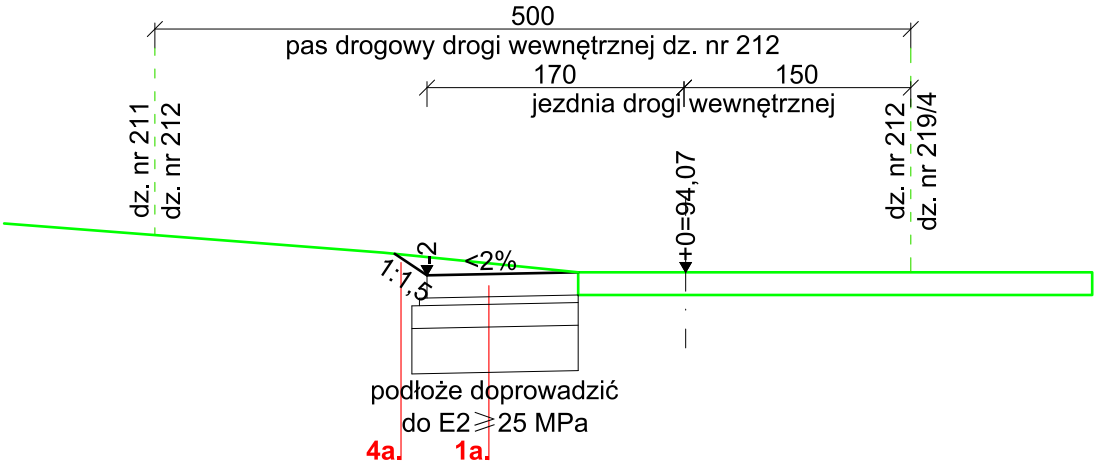 500
pas drogowy drogi wewnętrznej dz. nr 212
170
150
jezdnia drogi wewnętrznej
dz. nr 211
dz. nr 212
dz. nr 212
dz. nr 219/4
+0=94,07
-2
<2%
1:1,5
podłoże doprowadzić
do E2⩾25 MPa
4a.
1a.